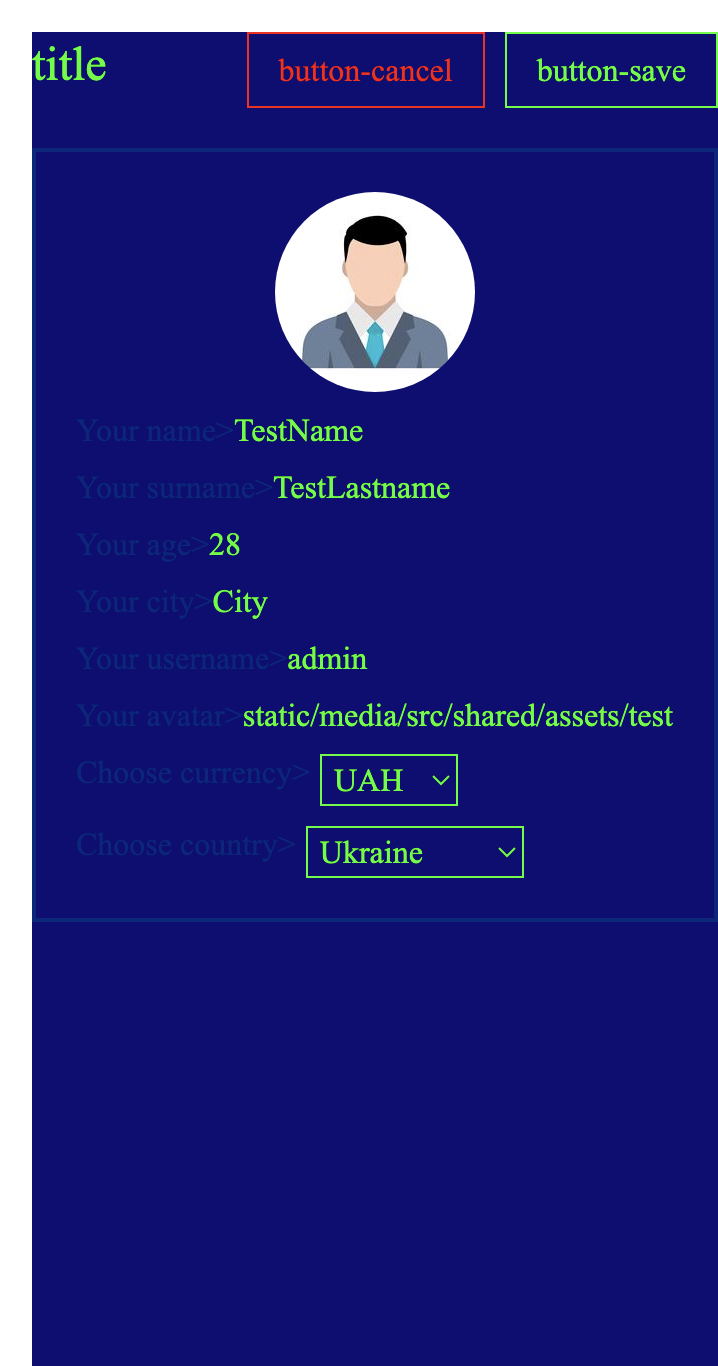 title
button-cancel
button-save
Your name>TestName
Your surname>TestLastname
Your age>28
Your city>City
Your username>admin
Your avatar>static/media/src/shared/assets/test
Choose currency> UAH
Choose country> Ukraine